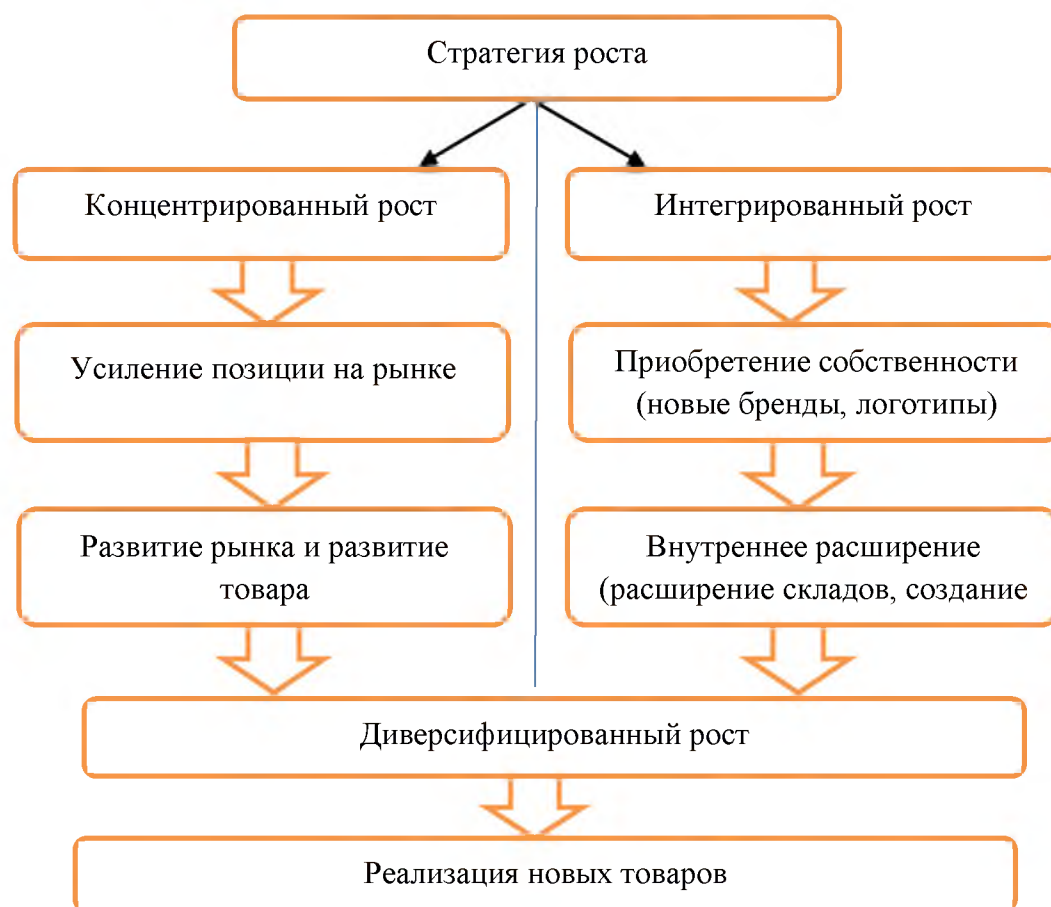 Стратегия роста
Концентрированный рост
Интегрированный рост
Усиление позиции на рынке
Приобретение собственности
(новые бренды, логотипы)
Развитие рынка и развитие
товара
Внутреннее расширение
(расширение складов, создание
Диверсифицированный рост
Реализация новых товаров